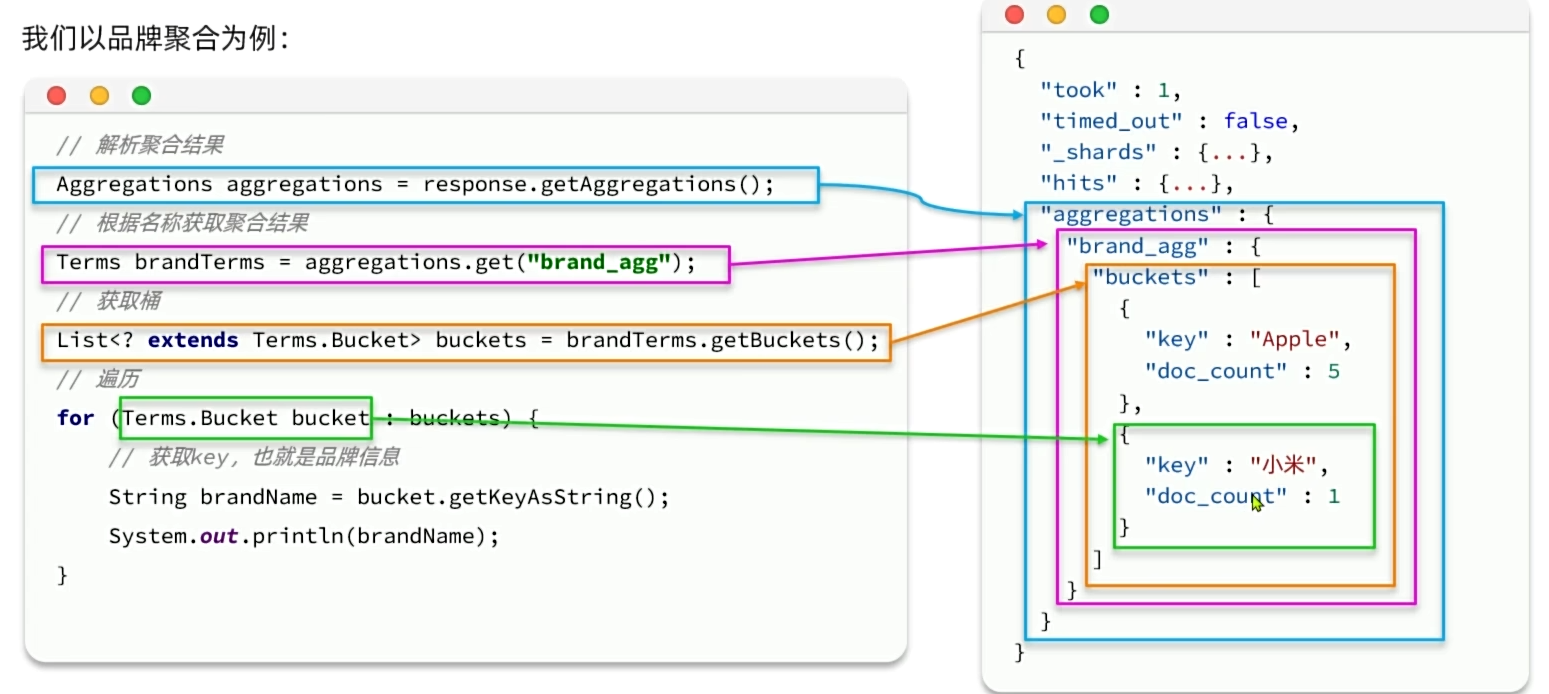 我们以品牌聚合为例：
// 解析聚合结果
Aggregations aggregations = response.getAggregations();
// 根据名称获取聚合结果
Terms brandTerms = aggregations.get("brand_agg");
// 获取桶
List<? extends Terms.Bucket> buckets = brandTerms.getBuckets();
// 遍历
for (Terms.Bucket bucket : buckets) {
// 获取key，也就是品牌信息
String brandName = bucket.getKeyAsString();
System.out.println(brandName);
}
{
"took" : 1,
"timed_out" : false,
"_shards" : {...},
"hits" : {...},
"aggregations" : {
"brand_agg" : {
"buckets" : [
{
"key" : "Apple",
"doc_count" : 5
},
{
"key" : "小米",
"doc_count" : 1
}
]
}
}
}